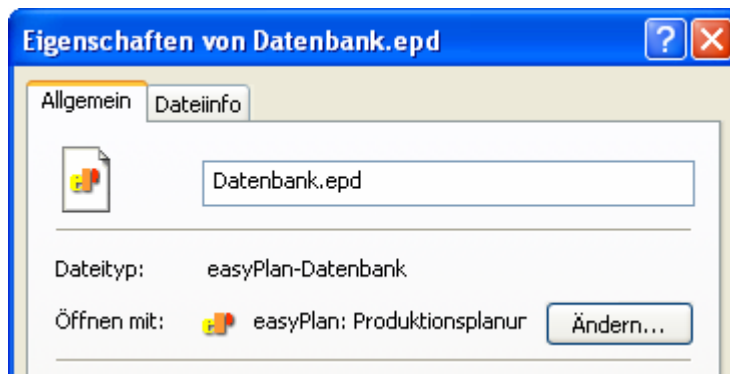 Eigenschaften von Datenbank.epd
Allgemein Dateiinfo
Datenbank.epd
Dateityp: easyPlan-Datenbank
Öffnen mit: easyPlan: Produktionsplanur Ändern...